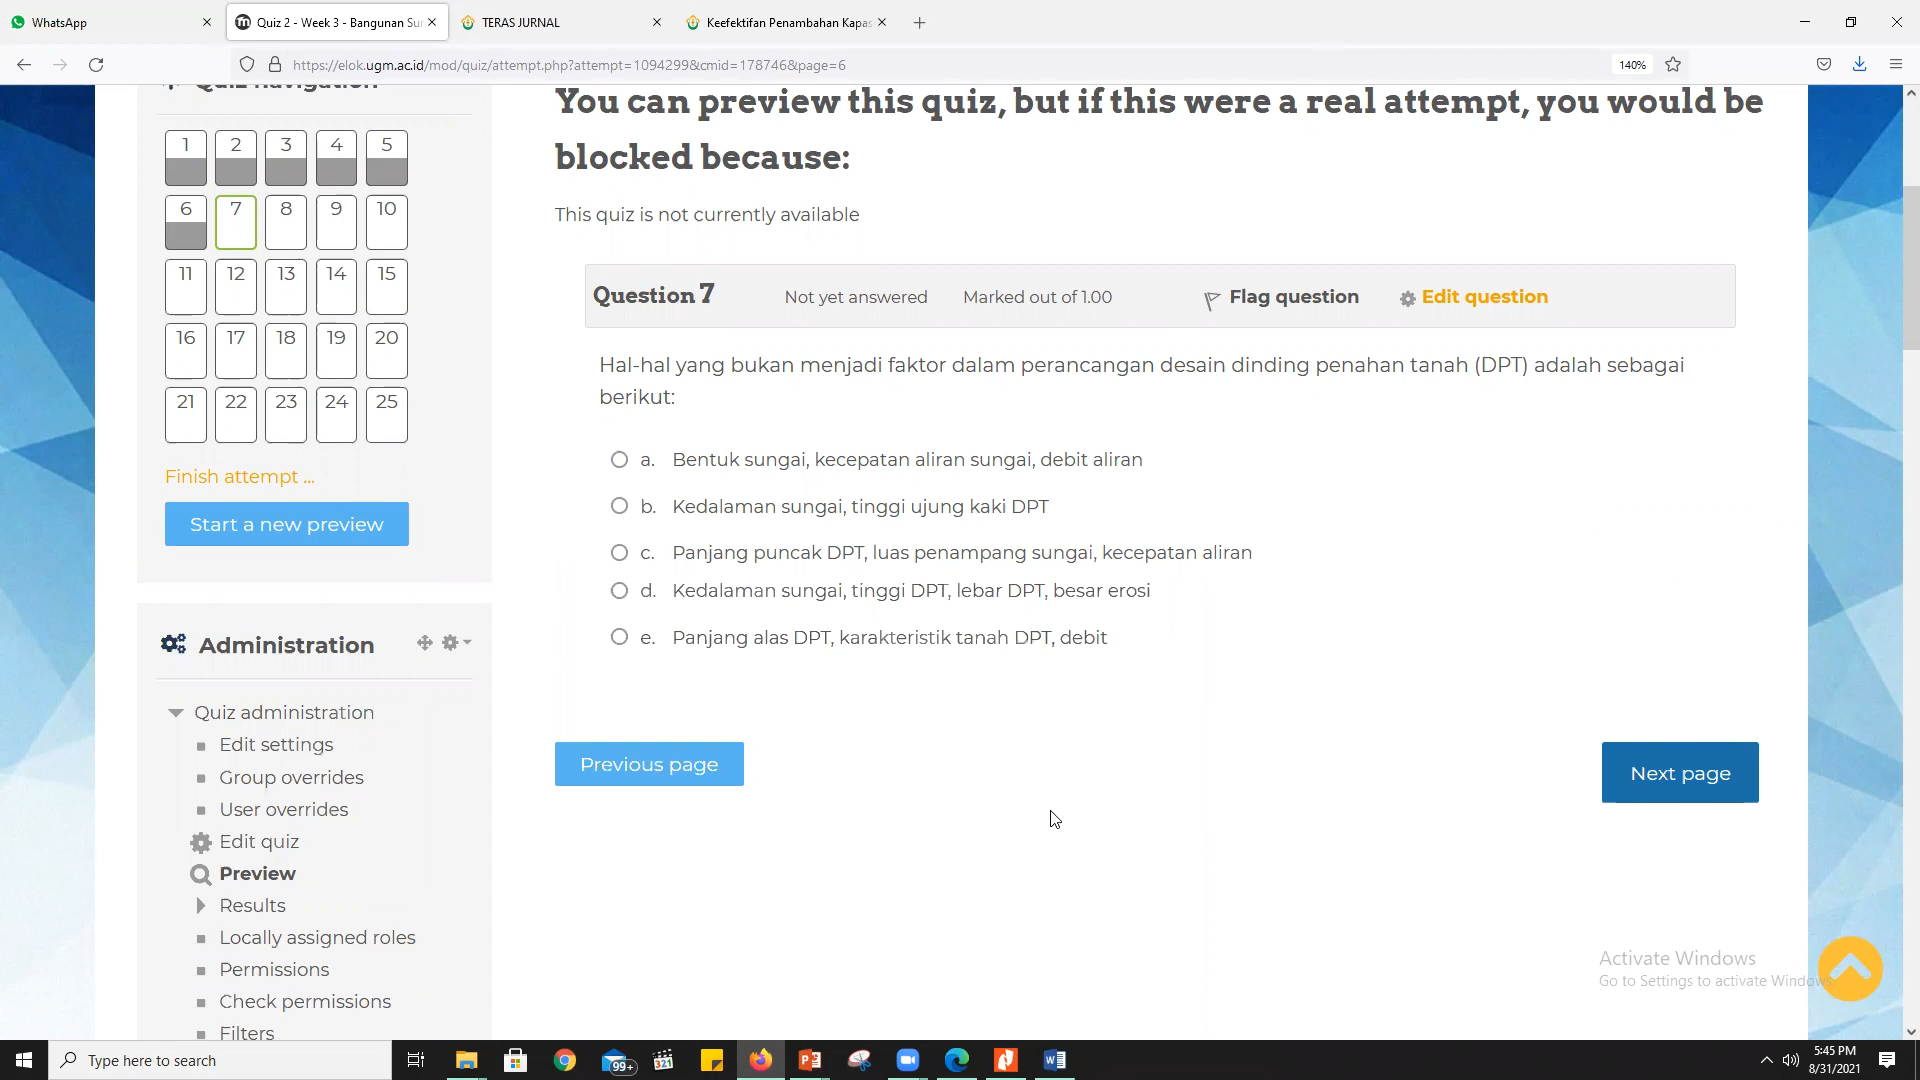 WhatsApp
Quiz 2 - Week 3 - Bangunan Su
TERAS JURNAL
Keefektifan Penambahan Kapas
https://elok.ugm.ac.id/mod/quiz/attempt.php?attempt=1094299&cmid=178746&page=6
140%
Quiz navigation
1 2 3 4 5
6 7 8 9 10
11 12 13 14 15
16 17 18 19 20
21 22 23 24 25
Finish attempt ...
Start a new preview
Administration
Quiz administration
Edit settings
Group overrides
User overrides
Edit quiz
Preview
Results
Locally assigned roles
Permissions
Check permissions
Filters
You can preview this quiz, but if this were a real attempt, you would be
blocked because:
This quiz is not currently available
Question 7 Not yet answered Marked out of 1.00 Flag question Edit question
Hal-hal yang bukan menjadi faktor dalam perancangan desain dinding penahan tanah (DPT) adalah sebagai
berikut:
a. Bentuk sungai, kecepatan aliran sungai, debit aliran
b. Kedalaman sungai, tinggi ujung kaki DPT
c. Panjang puncak DPT, luas penampang sungai, kecepatan aliran
d. Kedalaman sungai, tinggi DPT, lebar DPT, besar erosi
e. Panjang alas DPT, karakteristik tanah DPT, debit
Previous page
Next page
Activate Windows
Go to Settings to activate Windows.
Type here to search
99+
321
5:45 PM
8/31/2021